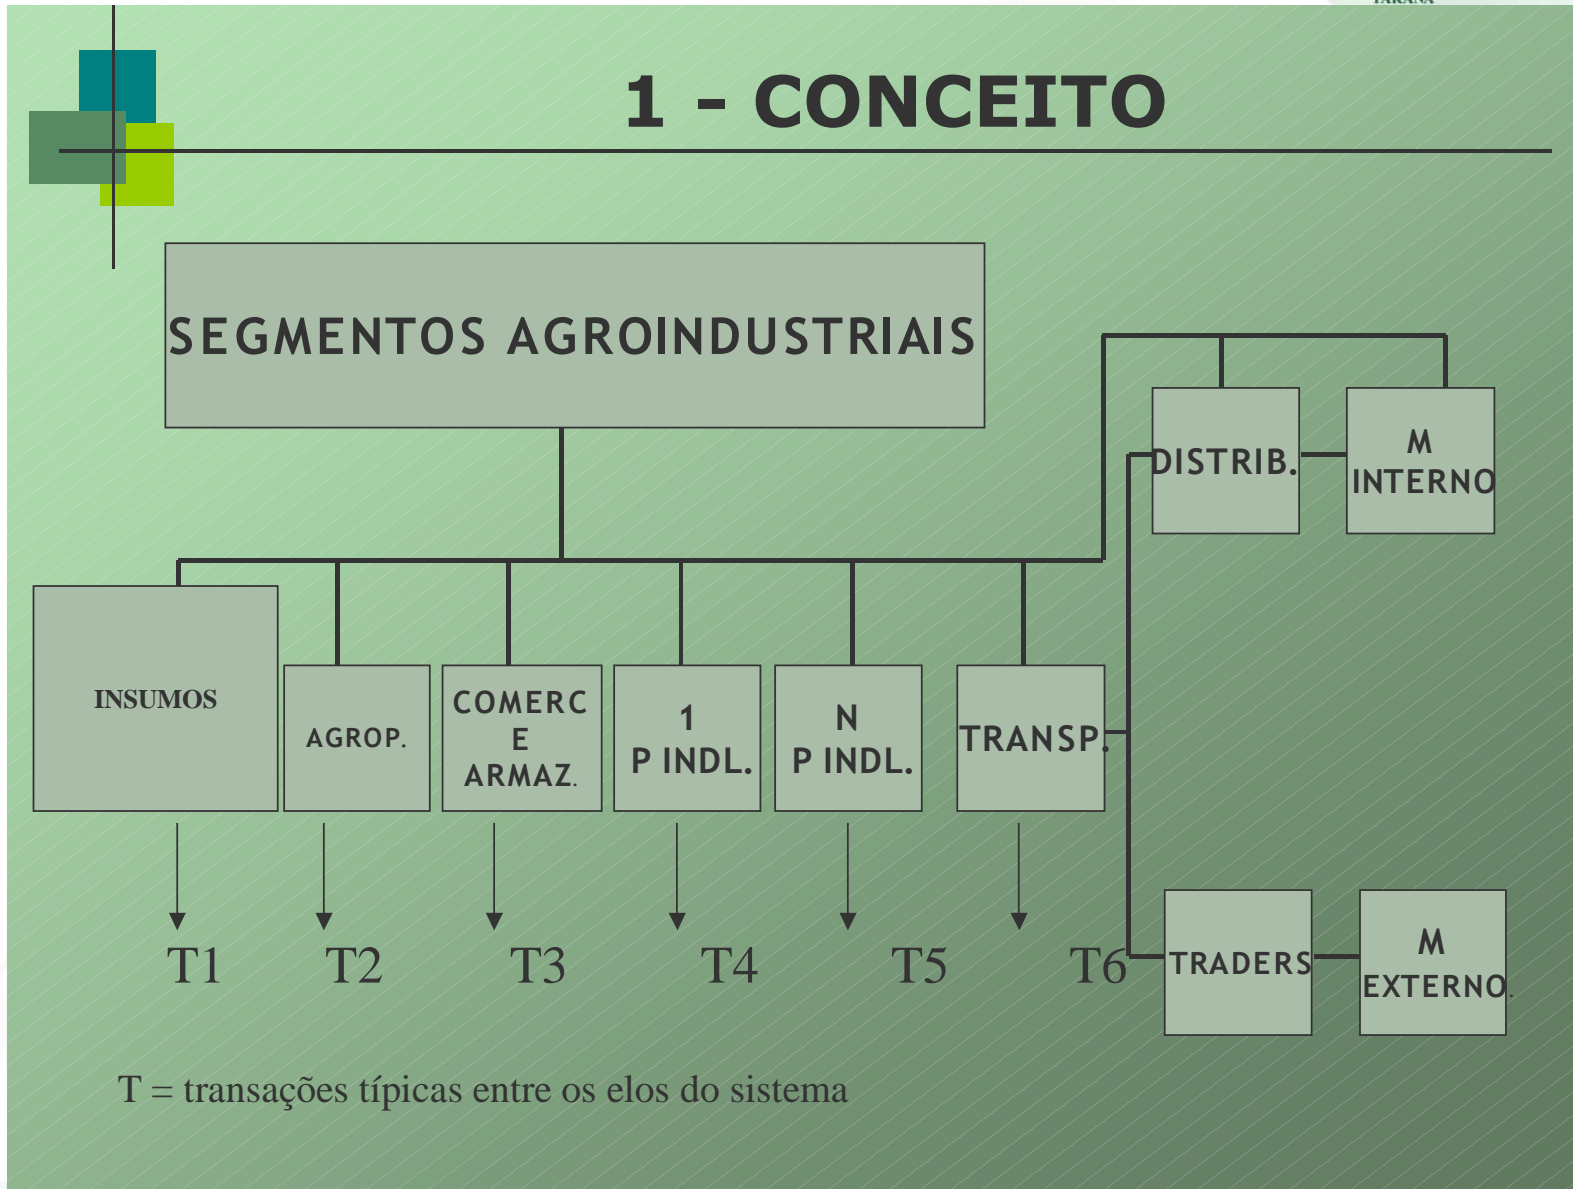 1 - CONCEITO
SEGMENTOS AGROINDUSTRIAIS
DISTRIB.
M
INTERNO
INSUMOS
AGROP.
COMERC
E
ARMAZ.
1
P INDL.
N
P INDL.
TRANSP.
T1
T2
T3
T4
T5
T6
TRADERS
M
EXTERNO.
T = transações típicas entre os elos do sistema